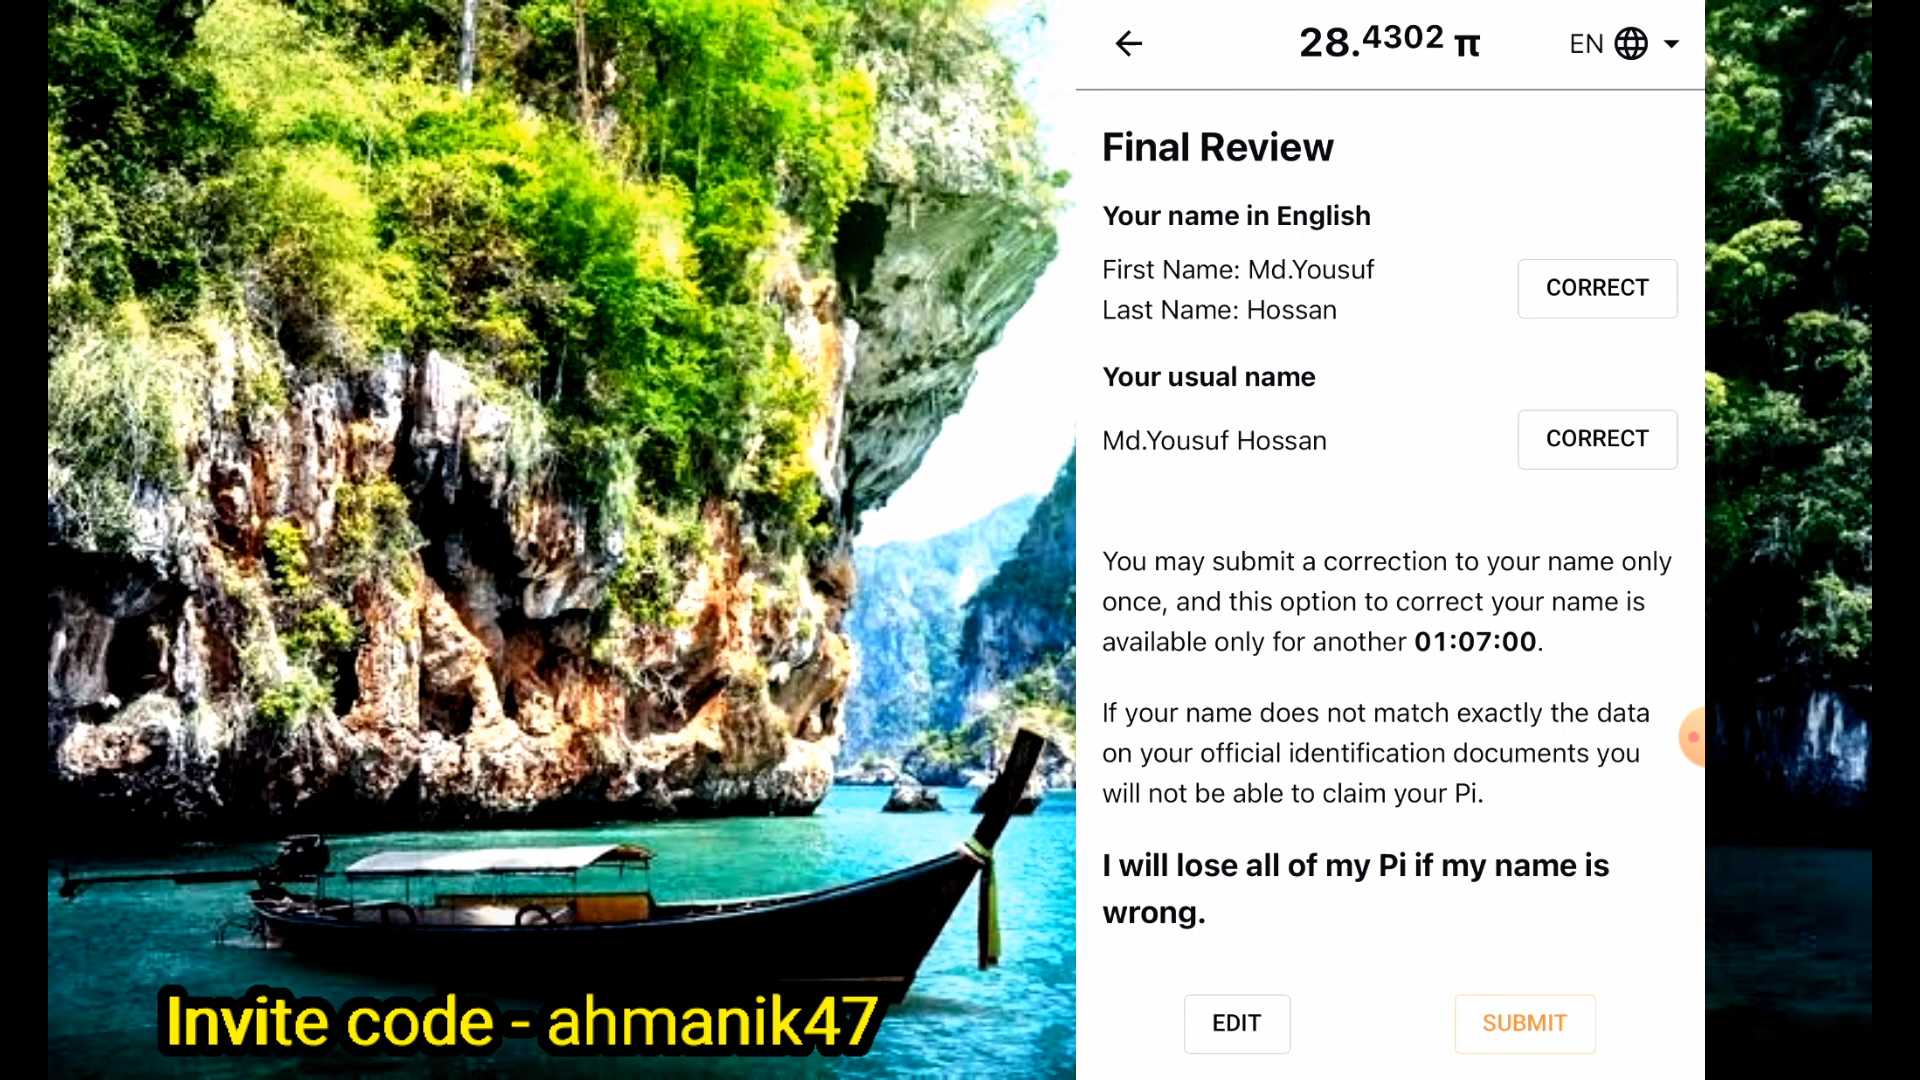 28.4302 π
EN
Final Review
Your name in English
First Name: Md.Yousuf
Last Name: Hossan
CORRECT
Your usual name
Md.Yousuf Hossan
CORRECT
You may submit a correction to your name only
once, and this option to correct your name is
available only for another 01:07:00.
If your name does not match exactly the data
on your official identification documents you
will not be able to claim your Pi.
I will lose all of my Pi if my name is
wrong.
EDIT
SUBMIT
Invite code - ahmanik47